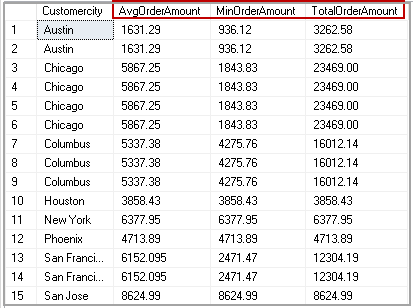 Customercity AvgOrderAmount MinOrderAmount TotalOrderAmount
1 Austin 1631.29 936.12 3262.58
2 Austin 1631.29 936.12 3262.58
3 Chicago 5867.25 1843.83 23469.00
4 Chicago 5867.25 1843.83 23469.00
5 Chicago 5867.25 1843.83 23469.00
6 Chicago 5867.25 1843.83 23469.00
7 Columbus 5337.38 4275.76 16012.14
8 Columbus 5337.38 4275.76 16012.14
9 Columbus 5337.38 4275.76 16012.14
10 Houston 3858.43 3858.43 3858.43
11 New York 6377.95 6377.95 6377.95
12 Phoenix 4713.89 4713.89 4713.89
13 San Franci... 6152.095 2471.47 12304.19
14 San Franci... 6152.095 2471.47 12304.19
15 San Jose 8624.99 8624.99 8624.99